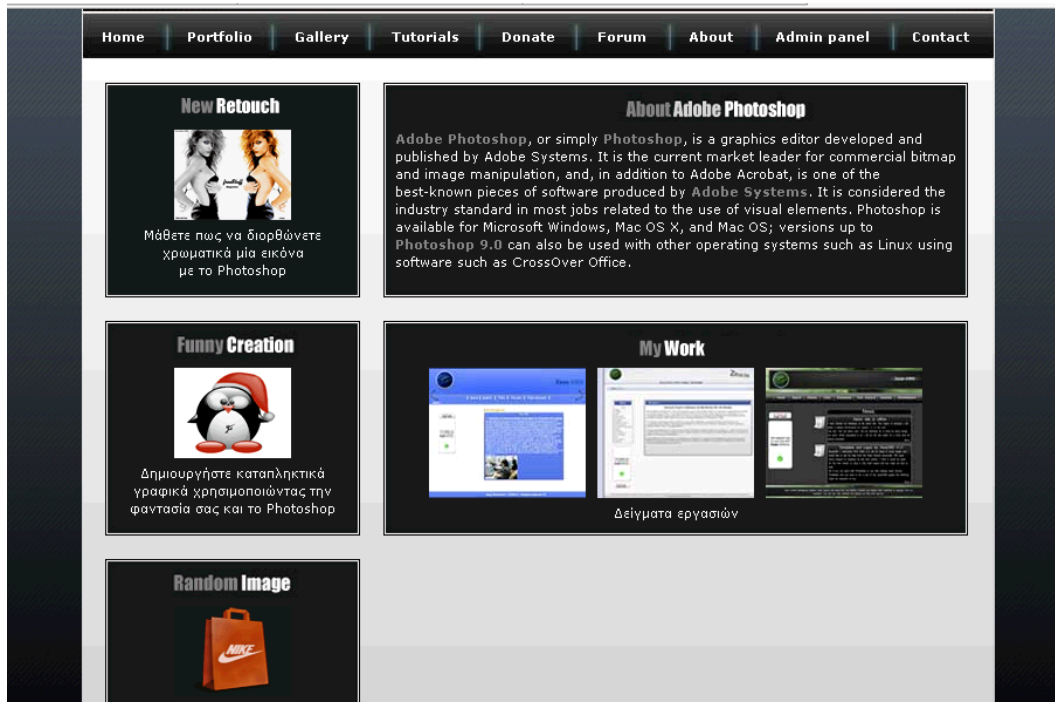 Home Portfolio Gallery Tutorials Donate Forum About Admin panel Contact
New Retouch
Μάθετε πως να διορθώνετε
χρωματικά μία εικόνα
με το Photoshop
About Adobe Photoshop
Adobe Photoshop, or simply Photoshop, is a graphics editor developed and
published by Adobe Systems. It is the current market leader for commercial bitmap
and image manipulation, and, in addition to Adobe Acrobat, is one of the
best-known pieces of software produced by Adobe Systems. It is considered the
industry standard in most jobs related to the use of visual elements. Photoshop is
available for Microsoft Windows, Mac OS X, and Mac OS; versions up to
Photoshop 9.0 can also be used with other operating systems such as Linux using
software such as CrossOver Office.
Funny Creation
Δημιουργήστε καταπληκτικά
γραφικά χρησιμοποιώντας την
φαντασία σας και το Photoshop
My Work
Δείγματα εργασιών
Random Image
NIKE